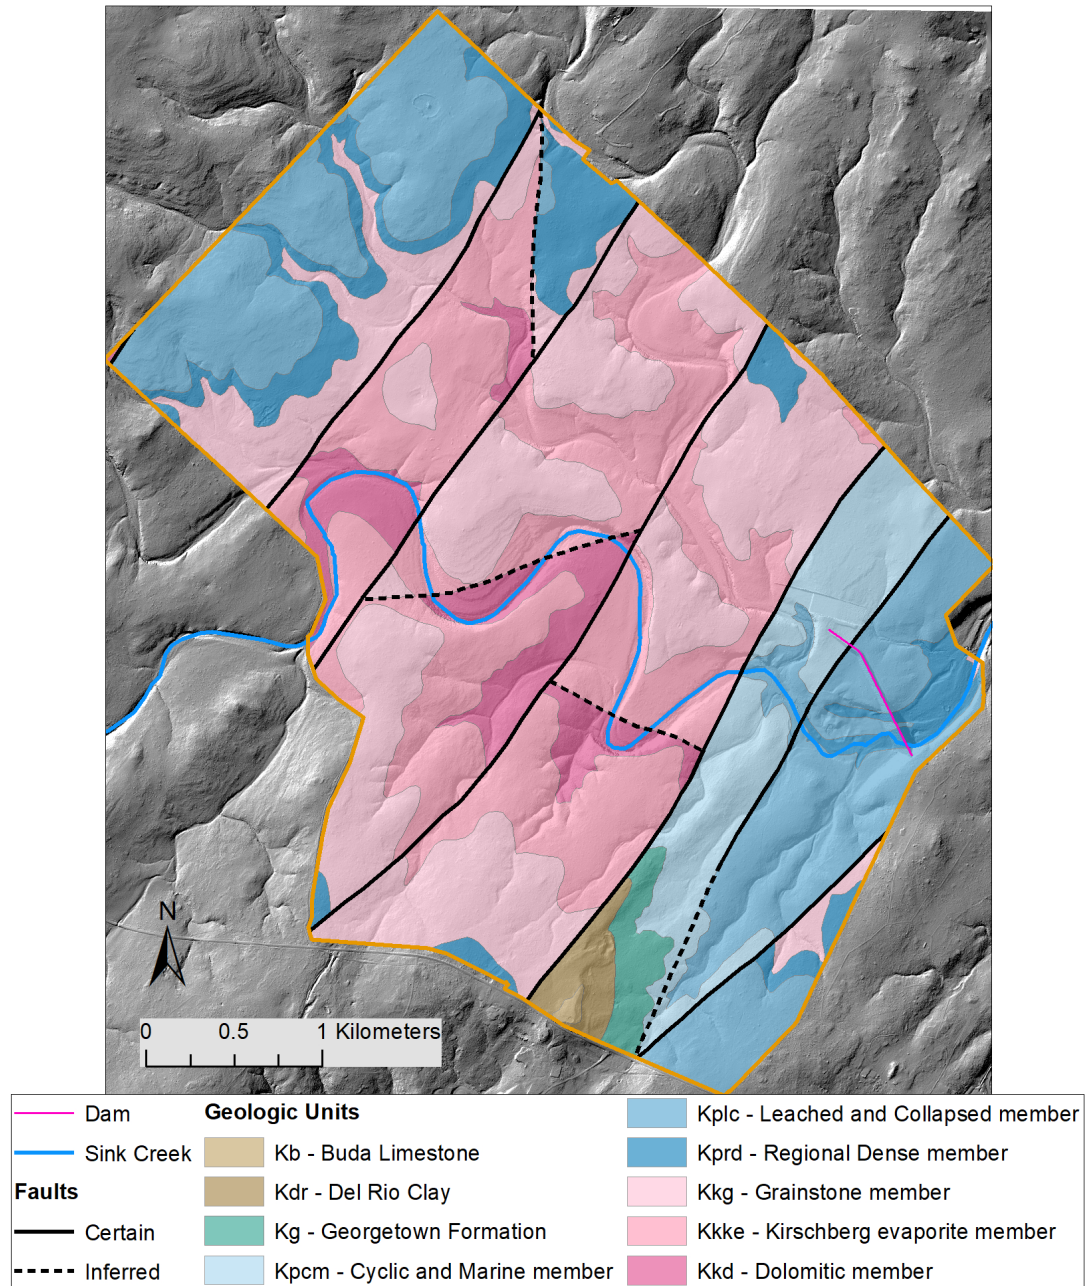 N
0 0.5 1 Kilometers
Dam
Sink Creek
Faults
Certain
Inferred
Geologic Units
Kb - Buda Limestone
Kdr - Del Rio Clay
Kg - Georgetown Formation
Kpcm - Cyclic and Marine member
Kplc - Leached and Collapsed member
Kprd - Regional Dense member
Kkg - Grainstone member
Kkke - Kirschberg evaporite member
Kkd - Dolomitic member